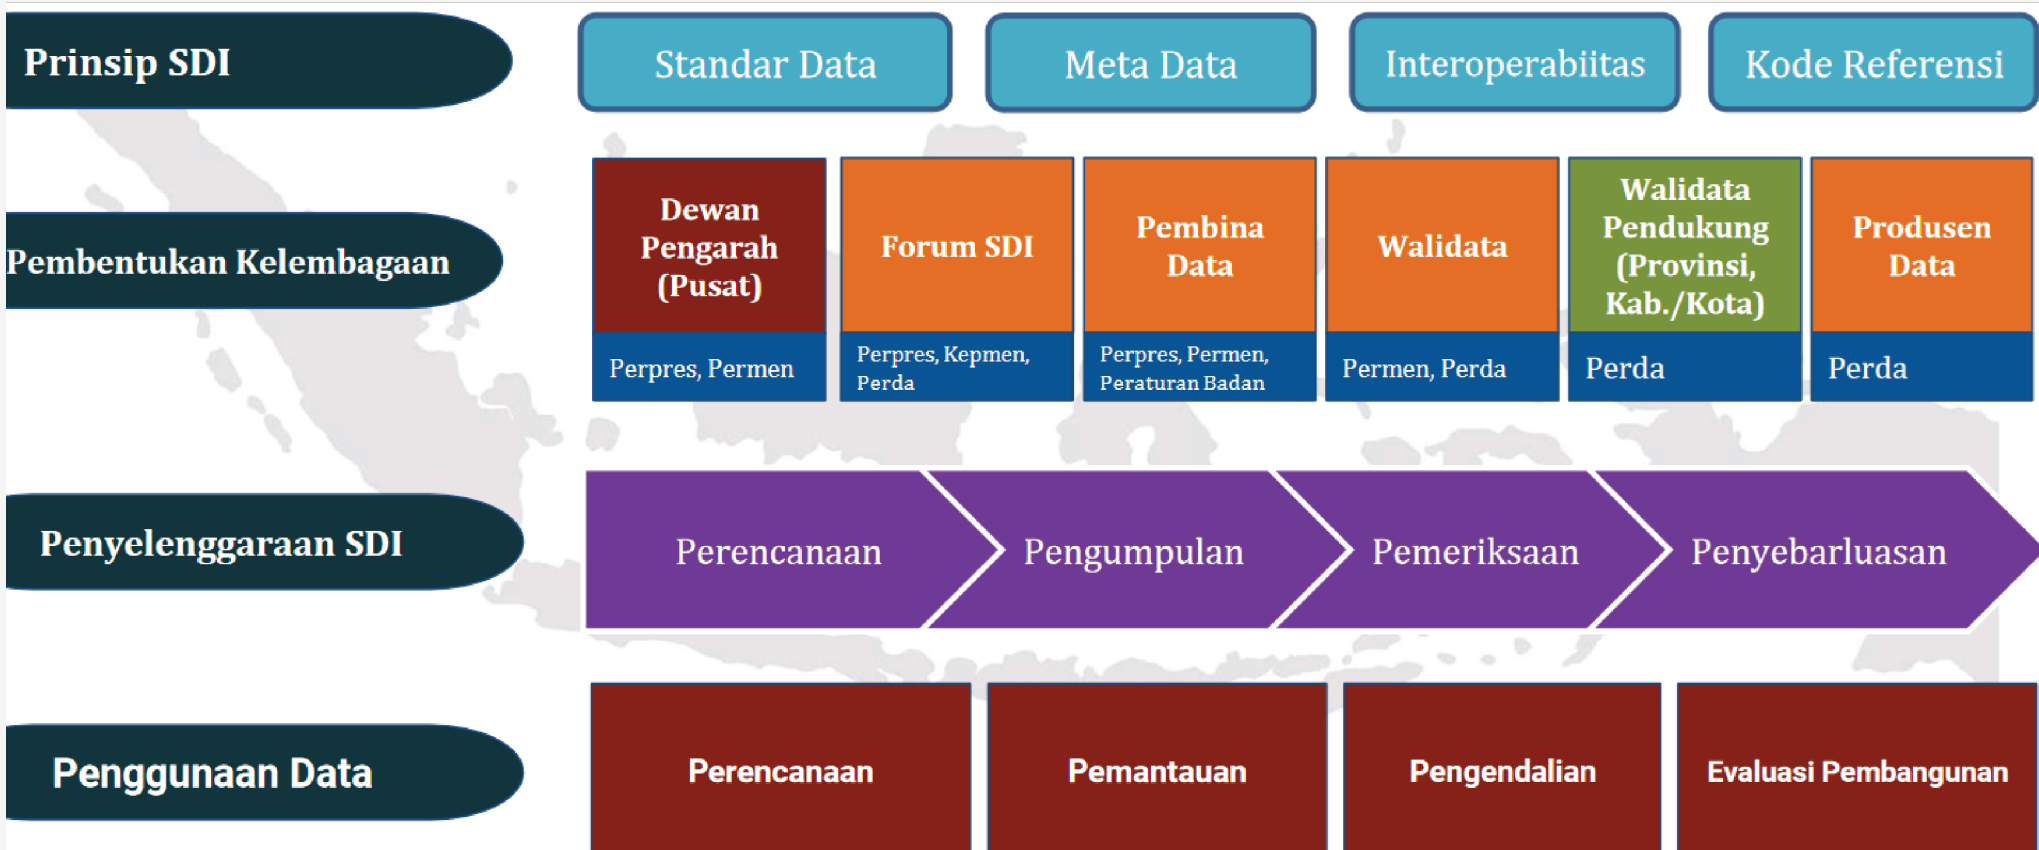 Prinsip SDI
Standar Data
Meta Data
Interoperabiitas
Kode Referensi
Pembentukan Kelembagaan
Dewan
Pengarah
(Pusat)
Perpres, Permen
Forum SDI
Perpres, Kepmen,
Perda
Pembina
Data
Perpres, Permen,
Peraturan Badan
Walidata
Permen, Perda
Walidata
Pendukung
(Provinsi,
Kab./Kota)
Perda
Produsen
Data
Perda
Penyelenggaraan SDI
Perencanaan
Pengumpulan
Pemeriksaan
Penyebarluasan
Penggunaan Data
Perencanaan
Pemantauan
Pengendalian
Evaluasi Pembangunan